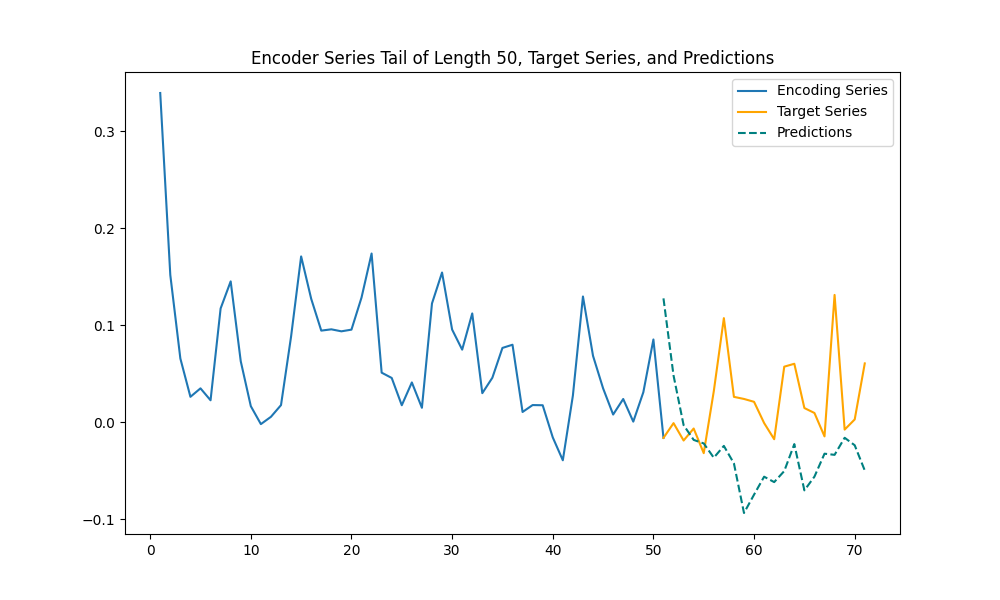 Encoder Series Tail of Length 50, Target Series, and Predictions
Encoding Series
Target Series
Predictions
0.3
0.2
0.1
0.0
−0.1
0 10 20 30 40 50 60 70